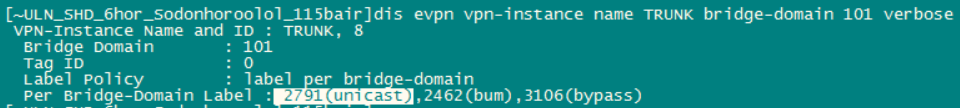 [~ULN_SHD_6hor_Sodonhoroolol_115bair]dis evpn vpn-instance name TRUNK bridge-domain 101 verbose
VPN-Instance Name and ID : TRUNK, 8
Bridge Domain : 101
Tag ID : 0
Label Policy : label per bridge-domain
Per Bridge-Domain Label : 2791(unicast),2462(bum),3106(bypass)